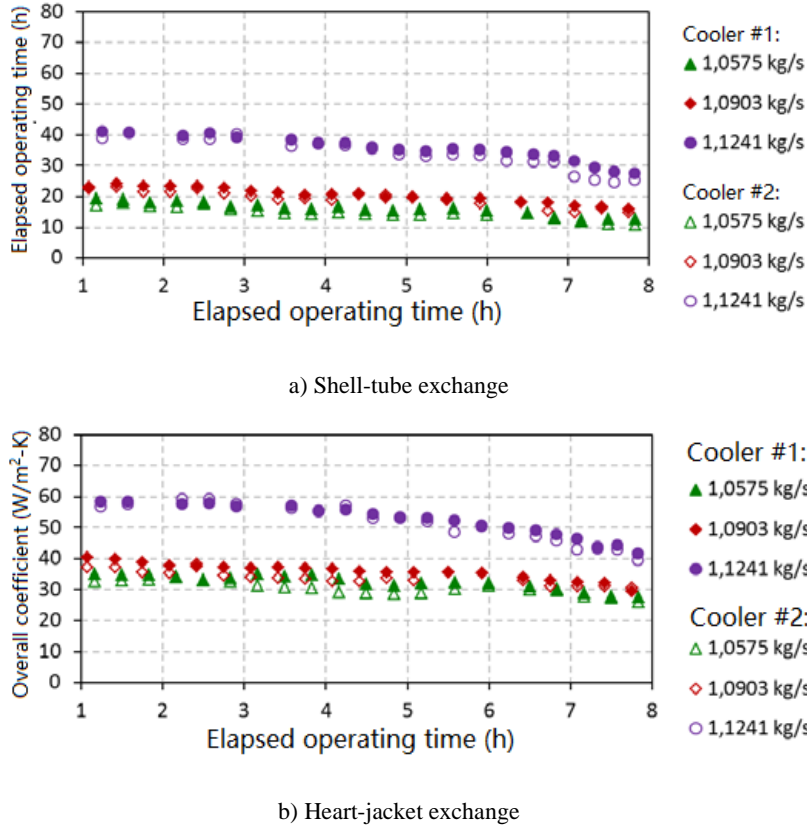 Elapsed operating time (h)
80
70
60
50
40
30
20
10
0
1 2 3 4 5 6 7 8
Elapsed operating time (h)
Cooler #1:
1,0575 kg/s
1,0903 kg/s
1,1241 kg/s
Cooler #2:
1,0575 kg/s
1,0903 kg/s
1,1241 kg/s
a) Shell-tube exchange
Overall coefficient (W/m²-K)
80
70
60
50
40
30
20
10
0
1 2 3 4 5 6 7 8
Elapsed operating time (h)
Cooler #1:
1,0575 kg/s
1,0903 kg/s
1,1241 kg/s
Cooler #2:
1,0575 kg/s
1,0903 kg/s
1,1241 kg/s
b) Heart-jacket exchange